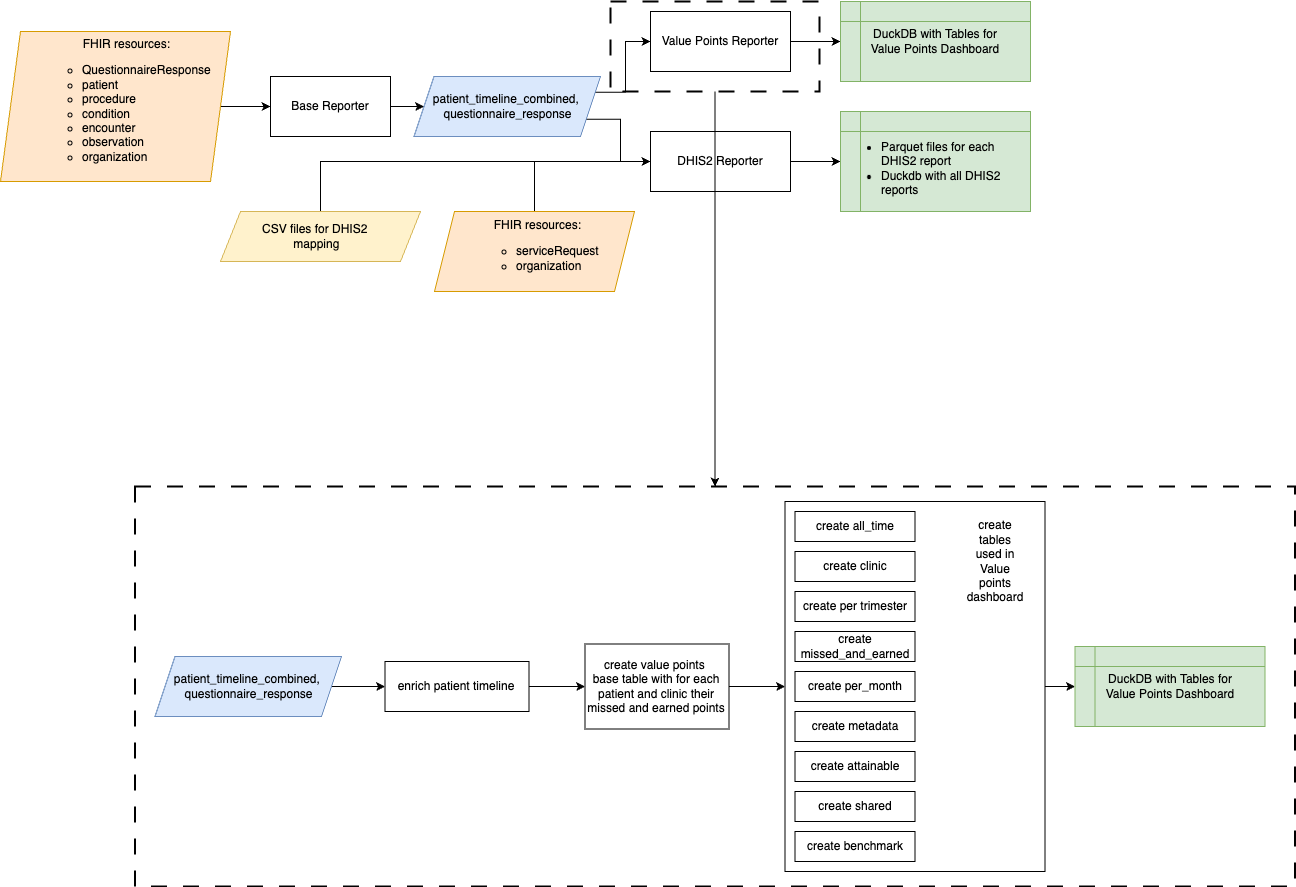 FHIR resources:
QuestionnaireResponse
patient
procedure
condition
encounter
observation
organization
Base Reporter
patient_timeline_combined,
questionnaire_response
Value Points Reporter
DuckDB with Tables for
Value Points Dashboard
DHIS2 Reporter
Parquet files for each
DHIS2 report
Duckdb with all DHIS2
reports
CSV files for DHIS2
mapping
FHIR resources:
serviceRequest
organization
patient_timeline_combined,
questionnaire_response
enrich patient timeline
create value points
base table with for each
patient and clinic their
missed and earned points
create all_time
create clinic
create per trimester
create
missed_and_earned
create per_month
create metadata
create attainable
create shared
create benchmark
create
tables
used in
Value
points
dashboard
DuckDB with Tables for
Value Points Dashboard